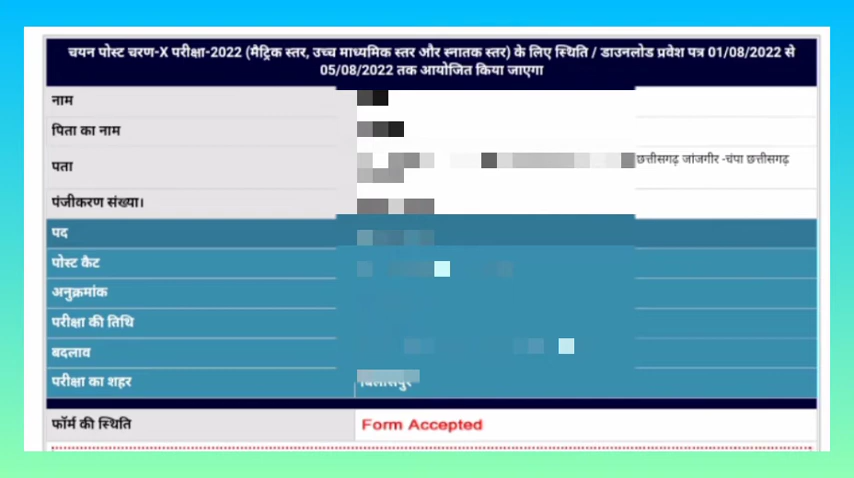 चयन पोस्ट चरण-X परीक्षा-2022 (मैट्रिक स्तर, उच्च माध्यमिक स्तर और स्नातक स्तर) के लिए स्थिति / डाउनलोड प्रवेश पत्र 01/08/2022 से
05/08/2022 तक आयोजित किया जाएगा
नाम
पिता का नाम
पता
छत्तीसगढ़ जांजगीर -चंपा छत्तीसगढ़
पंजीकरण संख्या।
पद
पोस्ट कैट
अनुक्रमांक
परीक्षा की तिथि
बदलाव
परीक्षा का शहर
फॉर्म की स्थिति Form Accepted